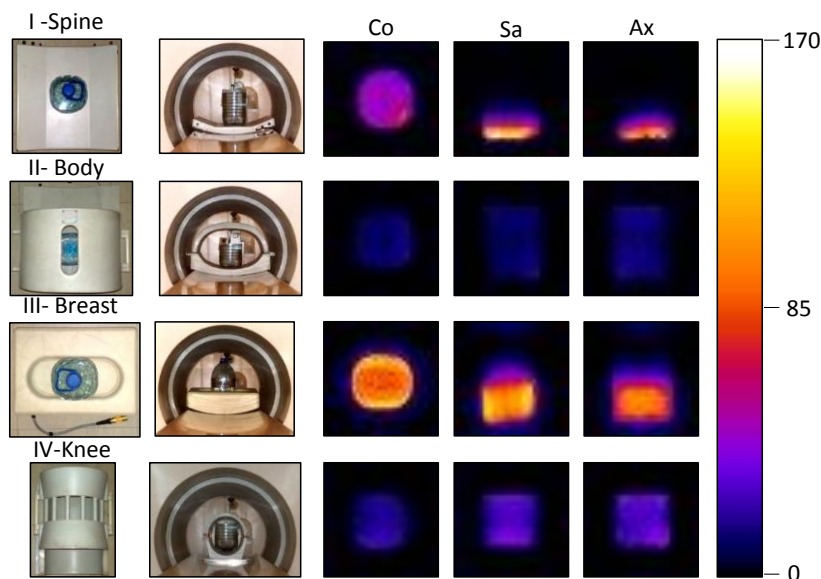 I -Spine
Co
Sa
Ax
170
II- Body
III- Breast
85
IV-Knee
0